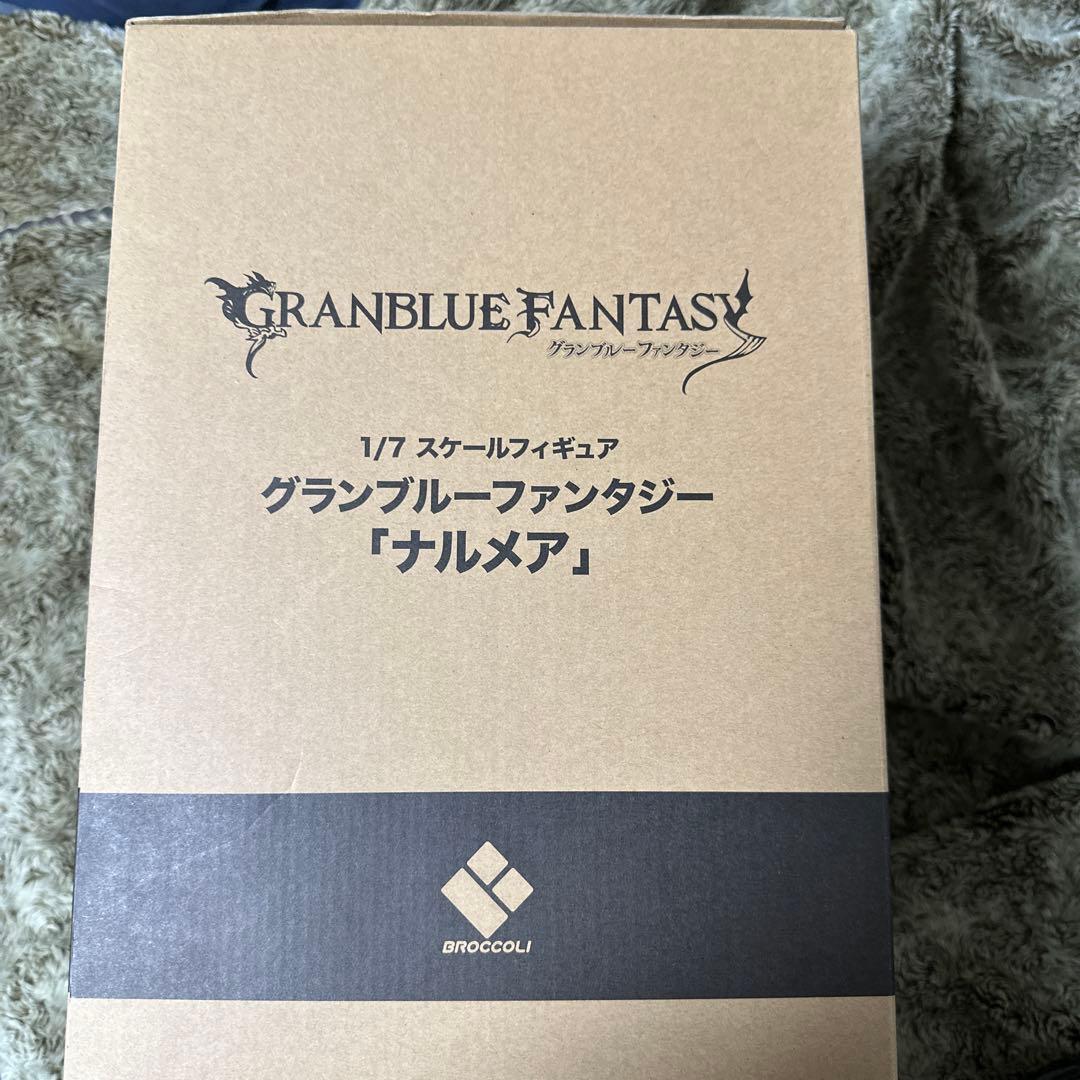 GRANBLUE FANTASY
グランブルーファンタジー
1/7 スケールフィギュア
グランブルーファンタジー
「ナルメア」
BROCCOLI